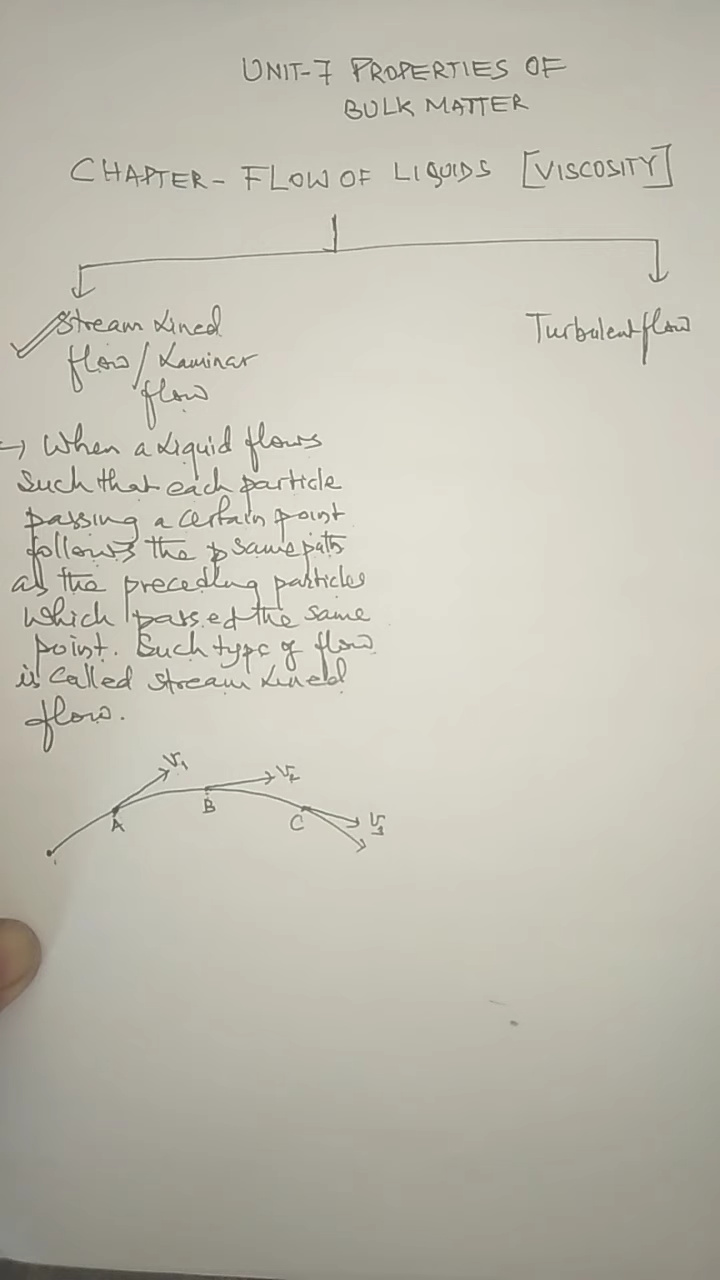 UNIT-7 PROPERTIES OF
BULK MATTER
CHAPTER- FLOW OF LIQUIDS [VISCOSITY]
Stream Lined
flow/Laminar
flow
Turbulent flow
→ When a Liquid flows
Such that each particle
passing a certain point
follows the same path
as the preceding particles
which passed the same
point. Such type of flow
is called stream Lined
flow.
V1
V2
A
B
C
V3